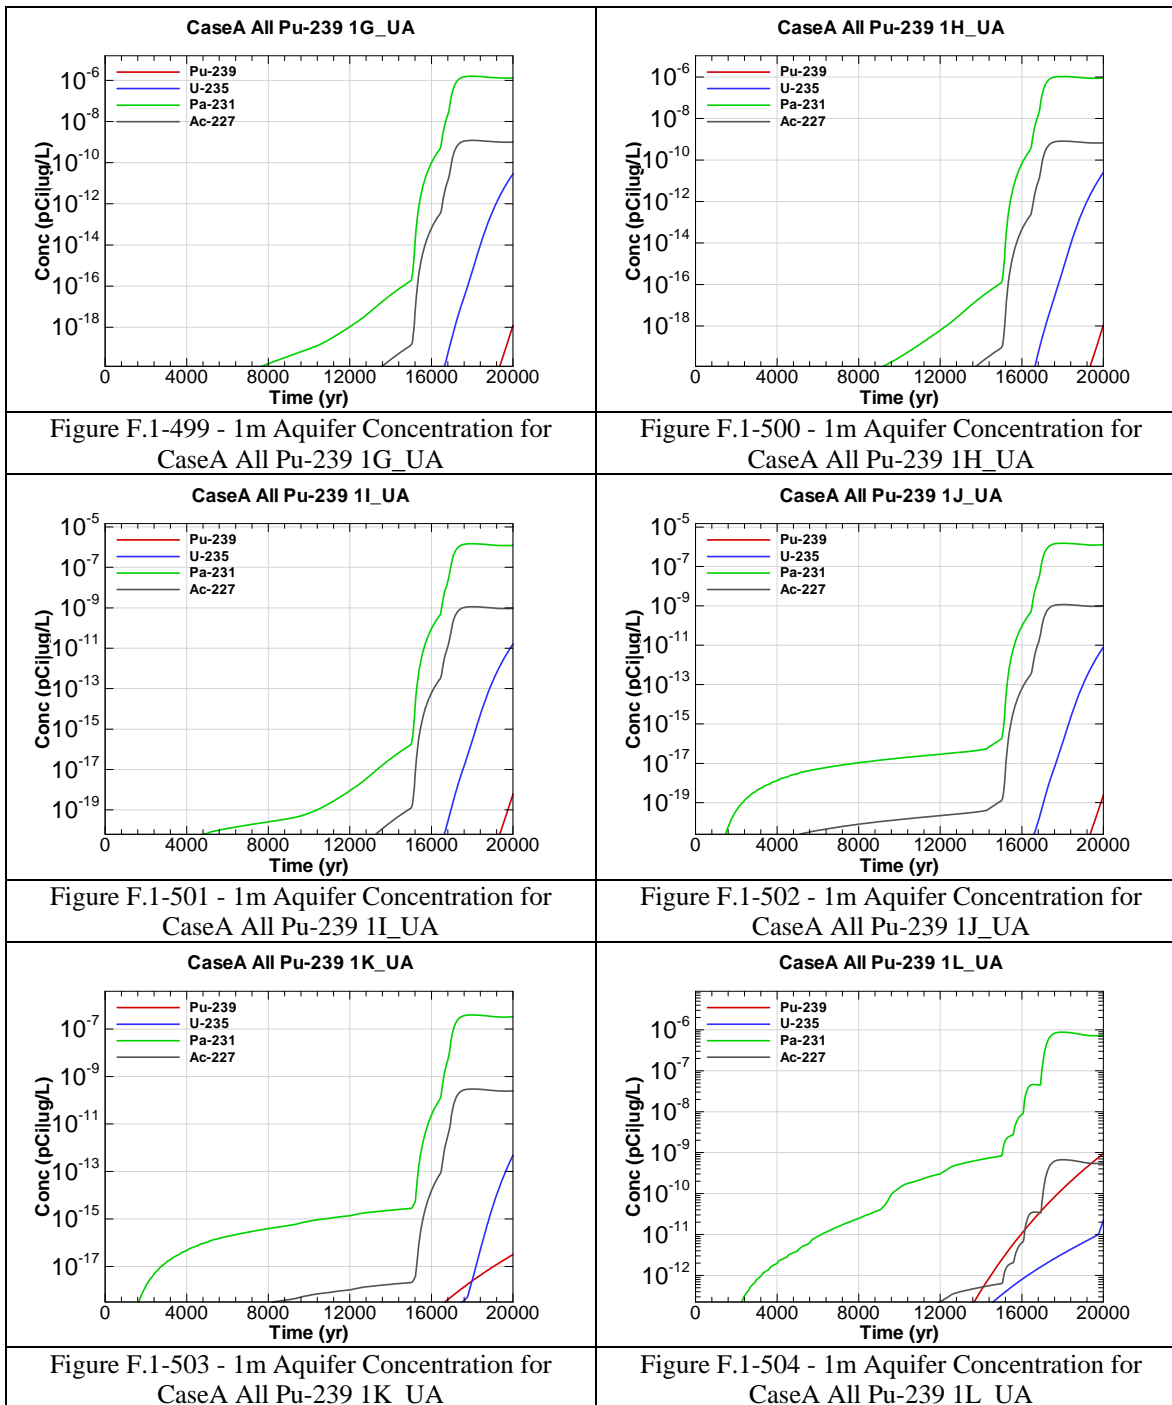 CaseA All Pu-239 1G_UA
Conc (pCi|ug/L)
10-6
10-8
10-10
10-12
10-14
10-16
10-18
Pu-239
U-235
Pa-231
Ac-227
0 4000 8000 12000 16000 20000
Time (yr)
Figure F.1-499 - 1m Aquifer Concentration for
CaseA All Pu-239 1G_UA
CaseA All Pu-239 1H_UA
Conc (pCi|ug/L)
10-6
10-8
10-10
10-12
10-14
10-16
10-18
Pu-239
U-235
Pa-231
Ac-227
0 4000 8000 12000 16000 20000
Time (yr)
Figure F.1-500 - 1m Aquifer Concentration for
CaseA All Pu-239 1H_UA
CaseA All Pu-239 1I_UA
Conc (pCi|ug/L)
10-5
10-7
10-9
10-11
10-13
10-15
10-17
10-19
Pu-239
U-235
Pa-231
Ac-227
0 4000 8000 12000 16000 20000
Time (yr)
Figure F.1-501 - 1m Aquifer Concentration for
CaseA All Pu-239 1I_UA
CaseA All Pu-239 1J_UA
Conc (pCi|ug/L)
10-5
10-7
10-9
10-11
10-13
10-15
10-17
10-19
Pu-239
U-235
Pa-231
Ac-227
0 4000 8000 12000 16000 20000
Time (yr)
Figure F.1-502 - 1m Aquifer Concentration for
CaseA All Pu-239 1J_UA
CaseA All Pu-239 1K_UA
Conc (pCi|ug/L)
10-7
10-9
10-11
10-13
10-15
10-17
Pu-239
U-235
Pa-231
Ac-227
0 4000 8000 12000 16000 20000
Time (yr)
Figure F.1-503 - 1m Aquifer Concentration for
CaseA All Pu-239 1K_UA
CaseA All Pu-239 1L_UA
Conc (pCi|ug/L)
10-6
10-7
10-8
10-9
10-10
10-11
10-12
Pu-239
U-235
Pa-231
Ac-227
0 4000 8000 12000 16000 20000
Time (yr)
Figure F.1-504 - 1m Aquifer Concentration for
CaseA All Pu-239 1L_UA